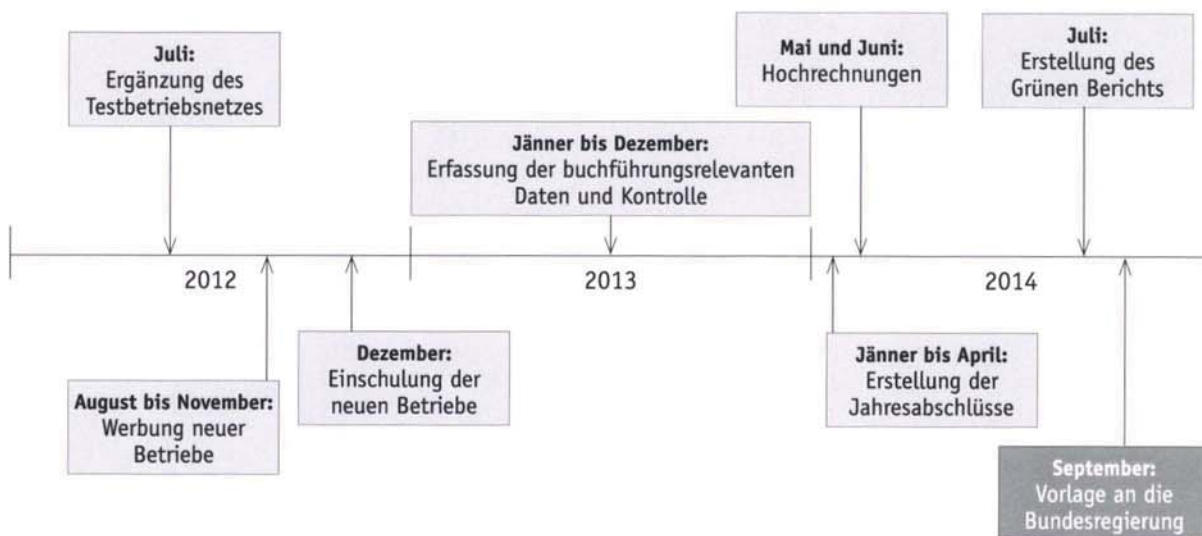 Juli:
Ergänzung des
Testbetriebsnetzes
Mai und Juni:
Hochrechnungen
Juli:
Erstellung des
Grünen Berichts
Jänner bis Dezember:
Erfassung der buchführungsrelevanten
Daten und Kontrolle
2012
2013
2014
August bis November:
Werbung neuer
Betriebe
Dezember:
Einschulung der
neuen Betriebe
Jänner bis April:
Erstellung der
Jahresabschlüsse
September:
Vorlage an die
Bundesregierung